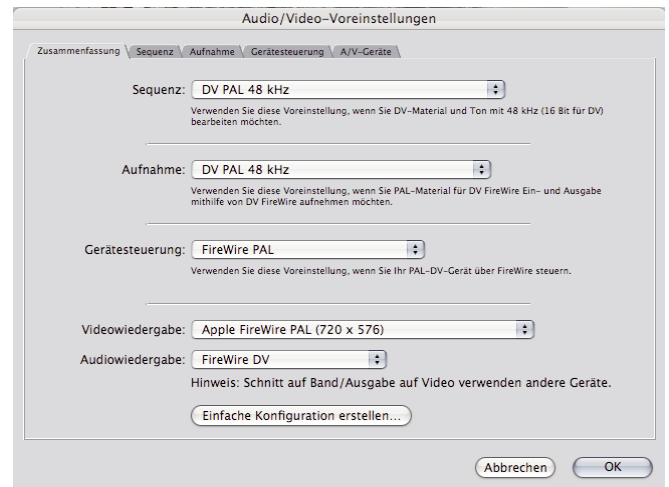 Audio/Video-Voreinstellungen
Zusammenfassung Sequenz Aufnahme Gerätesteuerung A/V-Geräte
Sequenz: DV PAL 48 kHz
Verwenden Sie diese Voreinstellung, wenn Sie DV-Material und Ton mit 48 kHz (16 Bit für DV)
bearbeiten möchten.
Aufnahme: DV PAL 48 kHz
Verwenden Sie diese Voreinstellung, wenn Sie PAL-Material für DV FireWire Ein- und Ausgabe
mithilfe von DV FireWire aufnehmen möchten.
Gerätesteuerung: FireWire PAL
Verwenden Sie diese Voreinstellung, wenn Sie Ihr PAL-DV-Gerät über FireWire steuern.
Videowiedergabe: Apple FireWire PAL (720 x 576)
Audiowiedergabe: FireWire DV
Hinweis: Schnitt auf Band/Ausgabe auf Video verwenden andere Geräte.
Einfache Konfiguration erstellen...
Abbrechen OK